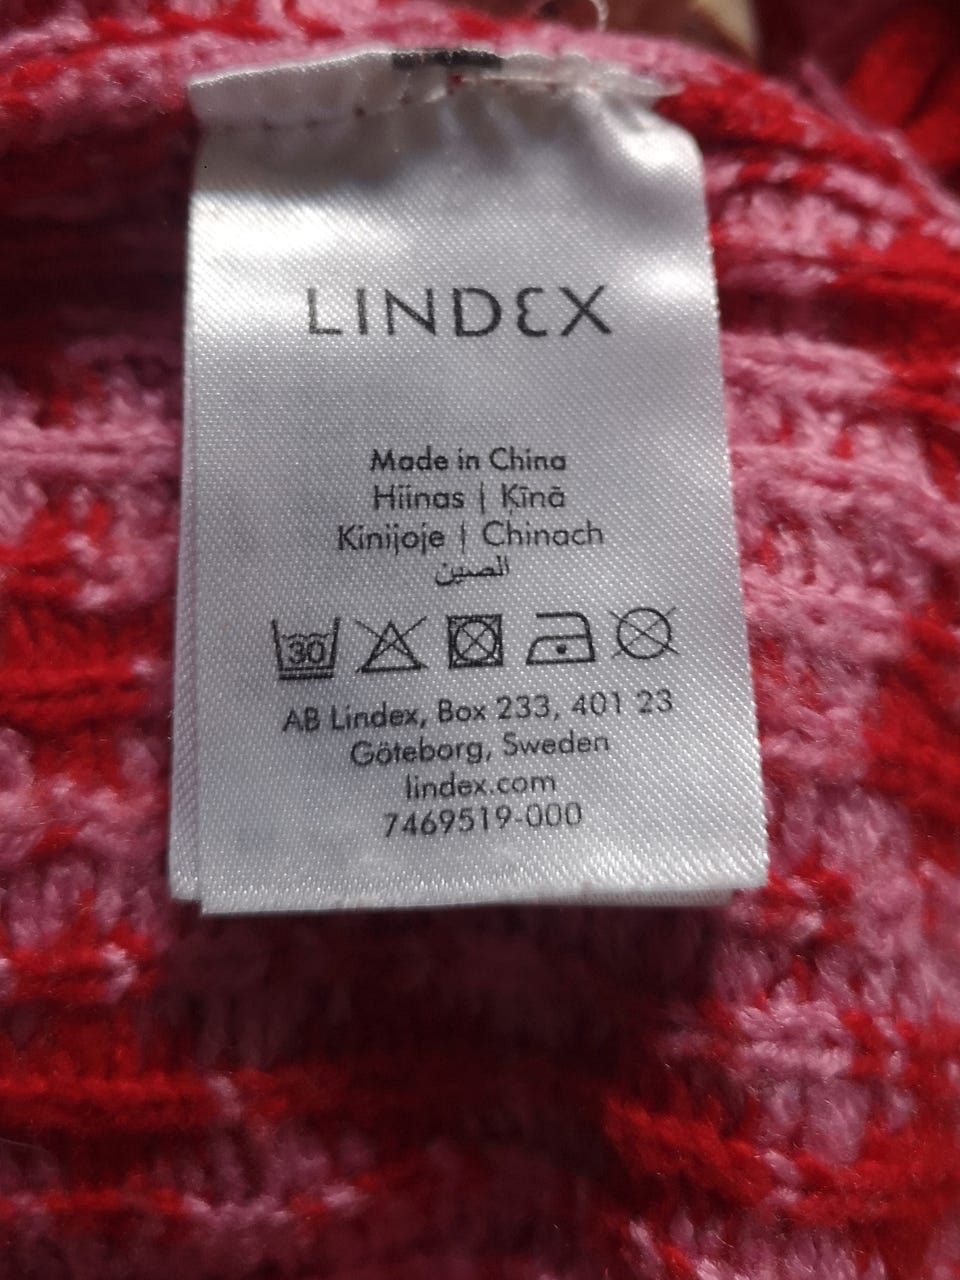 LINDEX
Made in China
Hiinas | Ķīnā
Kinijoje | Chinach
الصين
30
AB Lindex, Box 233, 401 23
Göteborg, Sweden
lindex.com
7469519-000